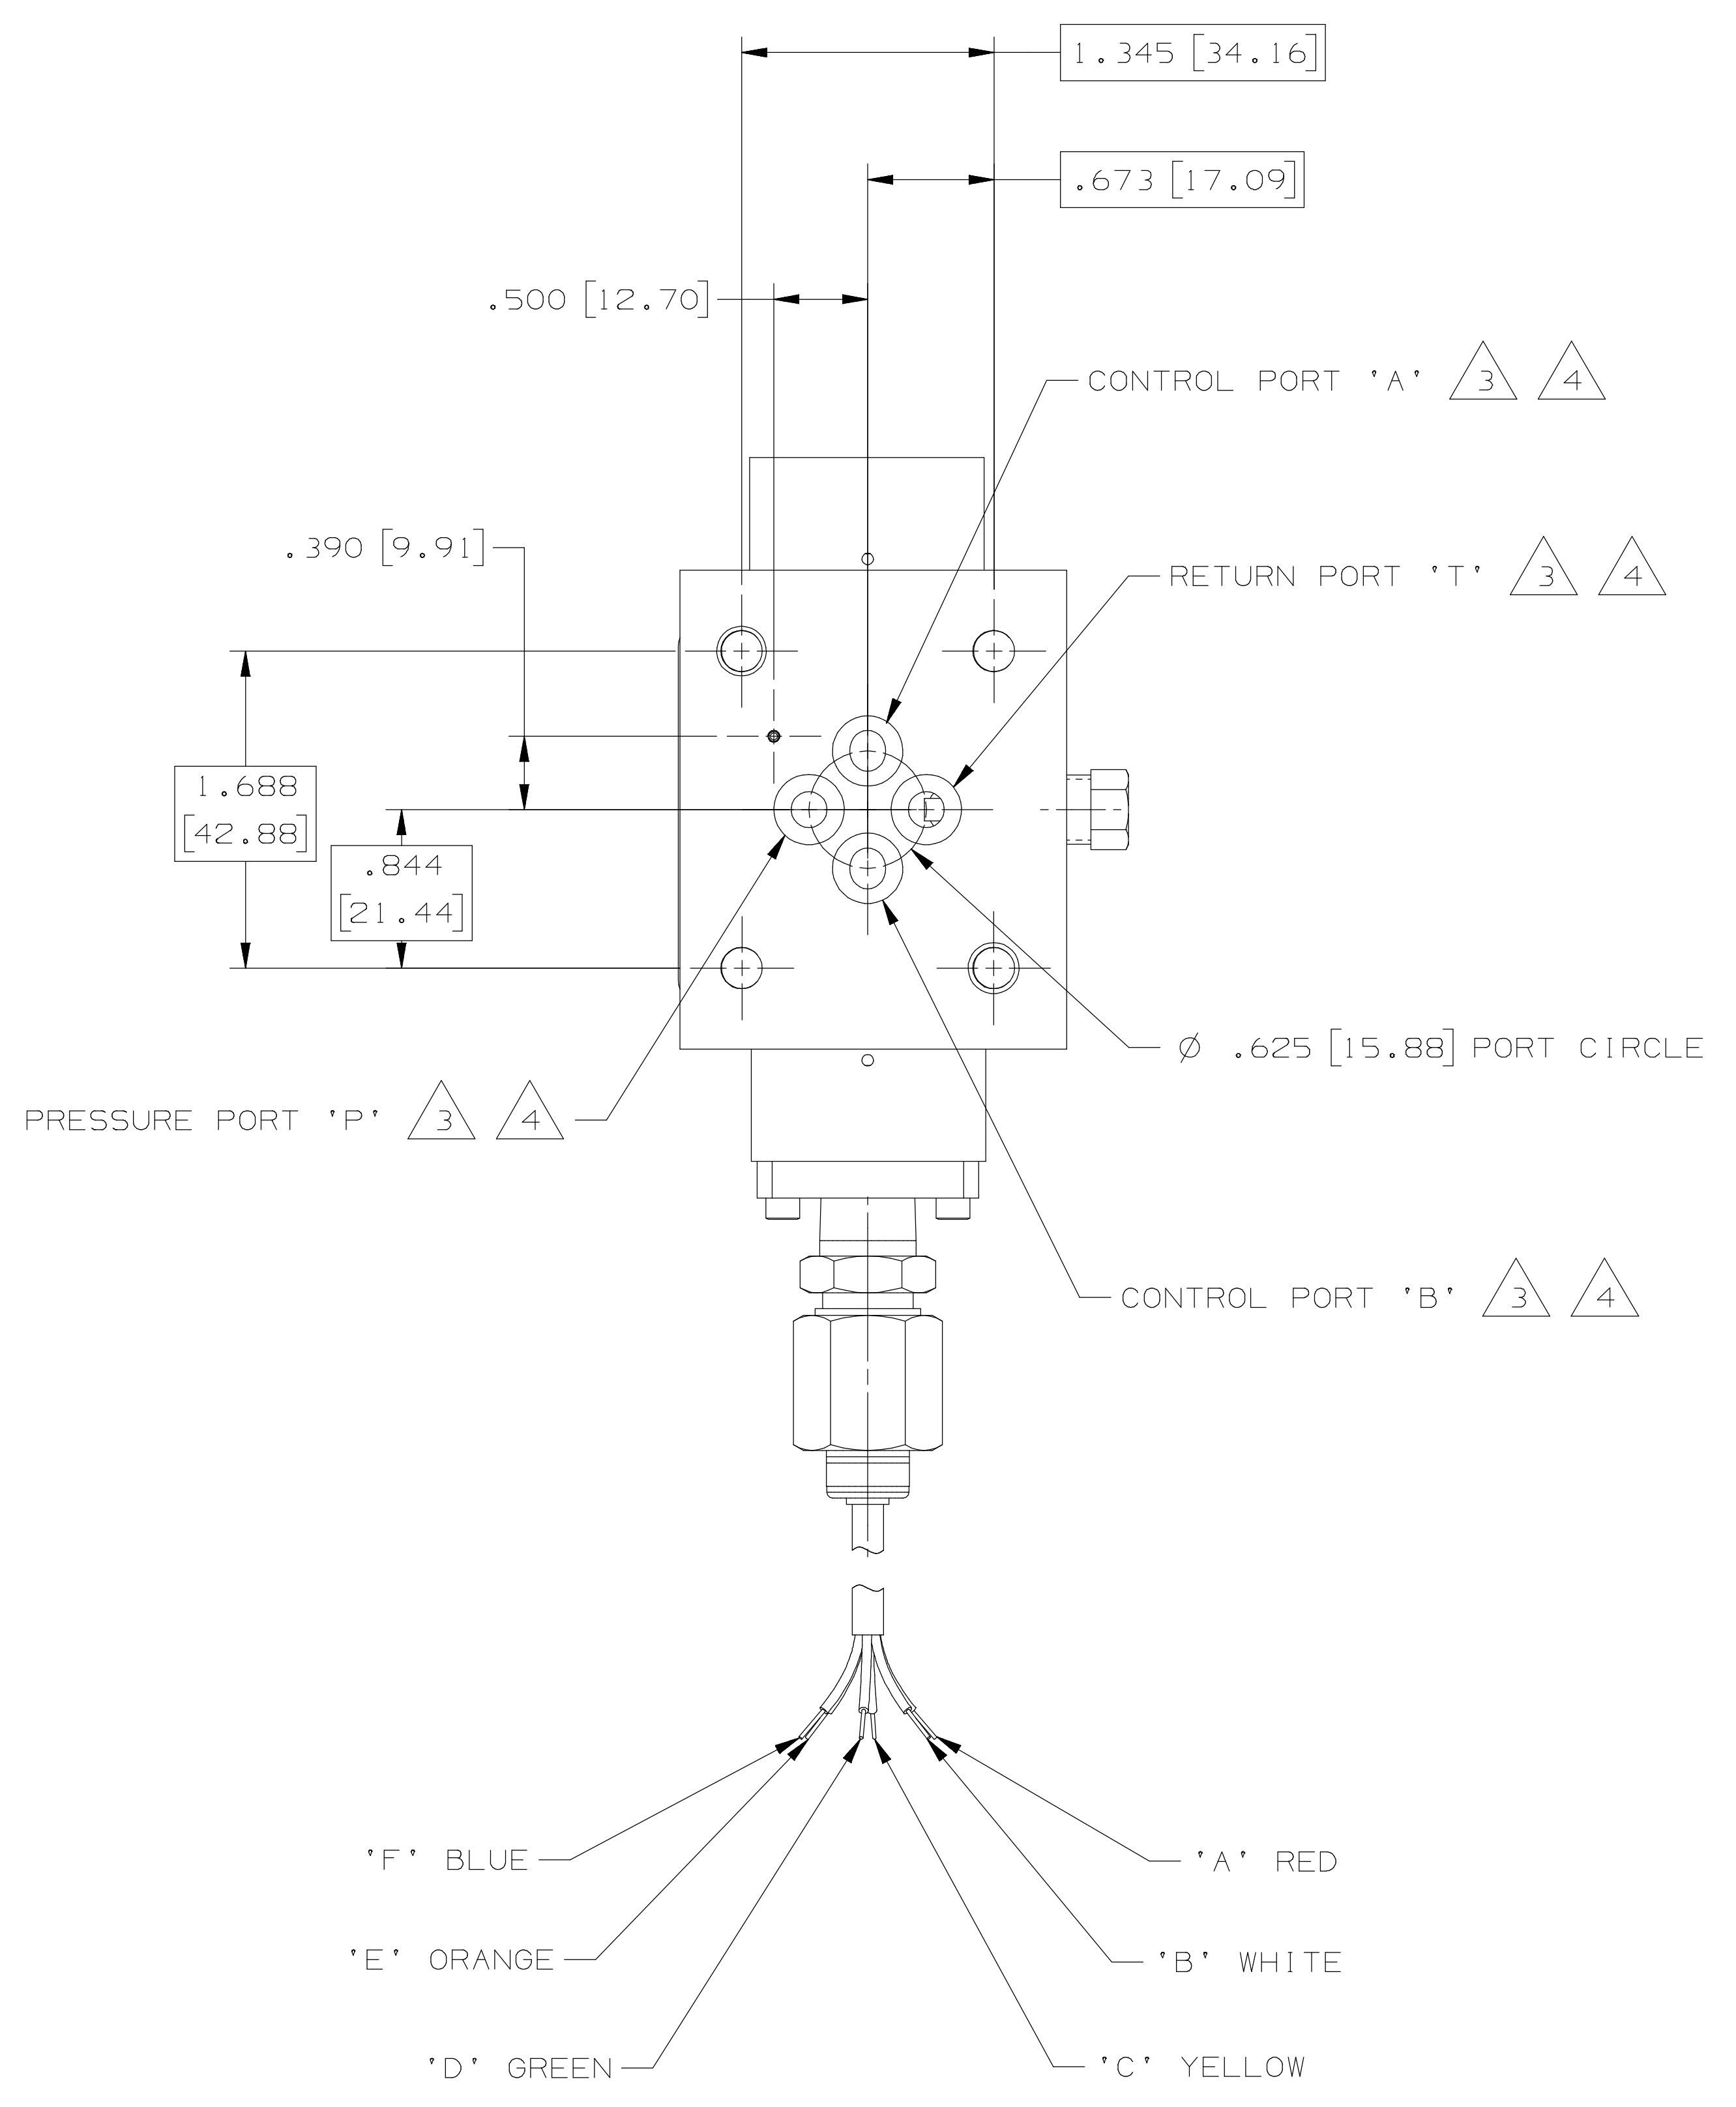 1.345 [34.16]
.673 [17.09]
.500 [12.70]
CONTROL PORT 'A' 3 4
.390 [9.91]
RETURN PORT 'T' 3 4
1.688
[42.88]
.844
[21.44]
Ø .625 [15.88] PORT CIRCLE
PRESSURE PORT 'P' 3 4
CONTROL PORT 'B' 3 4
'F' BLUE
'A' RED
'E' ORANGE
'B' WHITE
'D' GREEN
'C' YELLOW